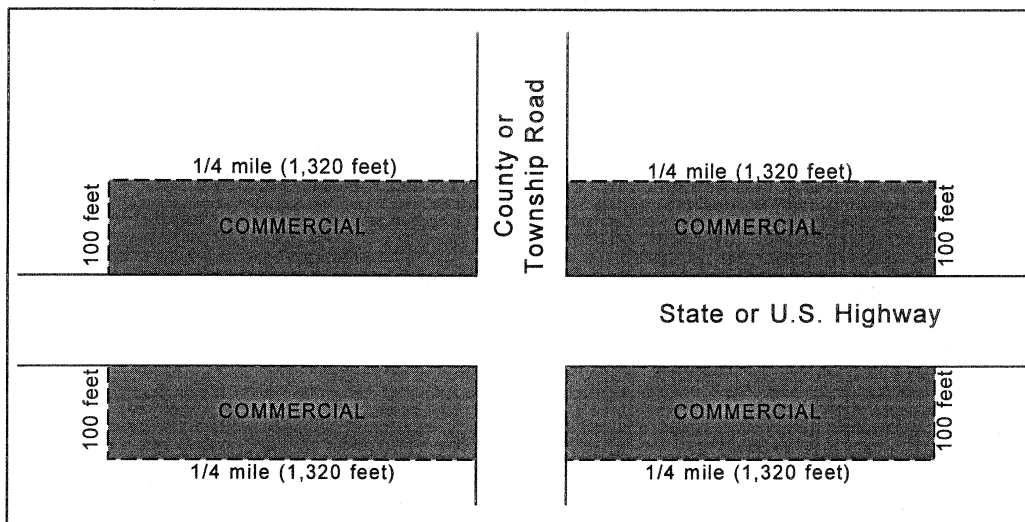 County or
Township Road
1/4 mile (1,320 feet)
1/4 mile (1,320 feet)
100 feet
COMMERCIAL
COMMERCIAL
100 feet
State or U.S. Highway
100 feet
COMMERCIAL
COMMERCIAL
100 feet
1/4 mile (1,320 feet)
1/4 mile (1,320 feet)